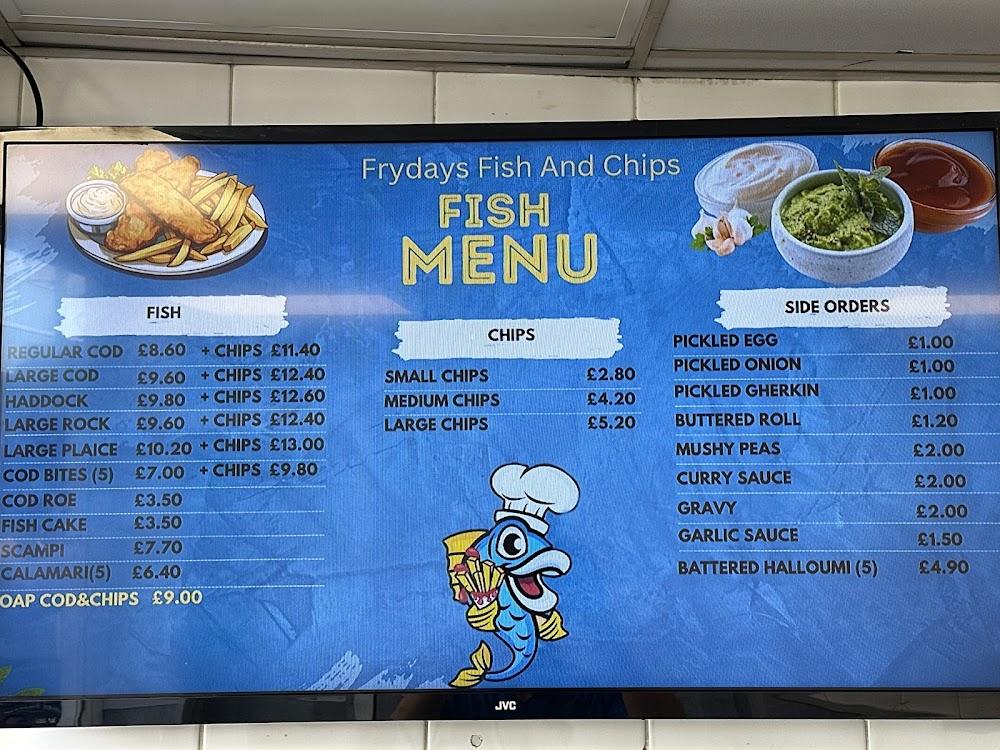 Frydays Fish And Chips
FISH
MENU
FISH
REGULAR COD £8.60 + CHIPS £11.40
LARGE COD £9.60 + CHIPS £12.40
HADDOCK £9.80 + CHIPS £12.60
LARGE ROCK £9.60 + CHIPS £12.40
LARGE PLAICE £10.20 + CHIPS £13.00
COD BITES (5) £7.00 + CHIPS £9.80
COD ROE £3.50
FISH CAKE £3.50
SCAMPI £7.70
CALAMARI(5) £6.40
OAP COD&CHIPS £9.00
CHIPS
SMALL CHIPS £2.80
MEDIUM CHIPS £4.20
LARGE CHIPS £5.20
SIDE ORDERS
PICKLED EGG £1.00
PICKLED ONION £1.00
PICKLED GHERKIN £1.00
BUTTERED ROLL £1.20
MUSHY PEAS £2.00
CURRY SAUCE £2.00
GRAVY £2.00
GARLIC SAUCE £1.50
BATTERED HALLOUMI (5) £4.90
JVC